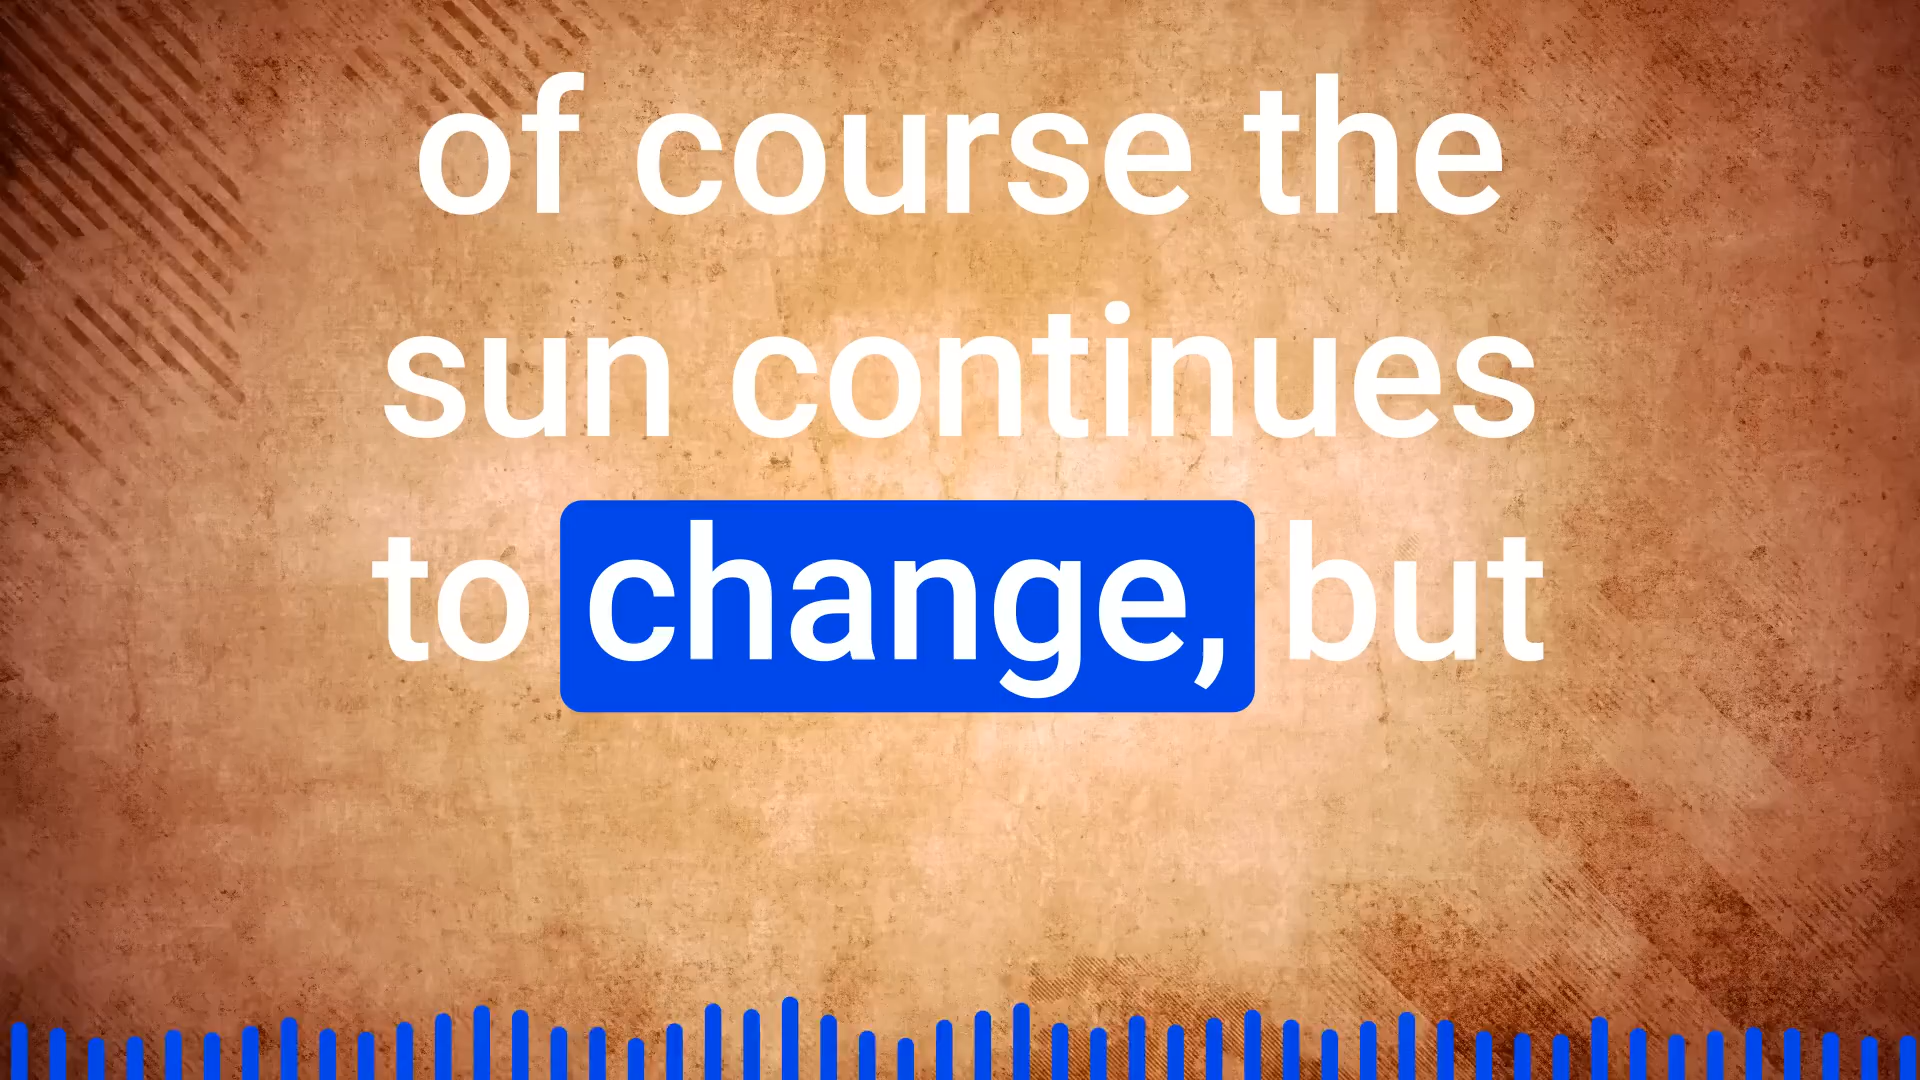 of course the
sun continues
to change, but